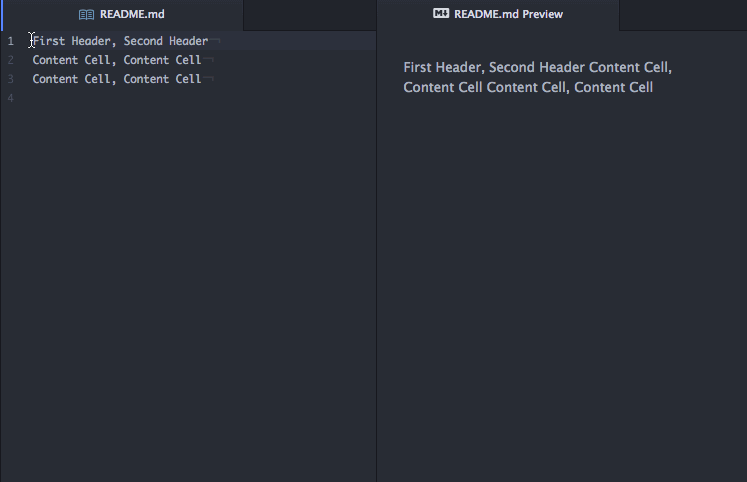 README.md
README.md Preview
1 First Header, Second Header
2 Content Cell, Content Cell
3 Content Cell, Content Cell
4
First Header, Second Header Content Cell,
Content Cell Content Cell, Content Cell